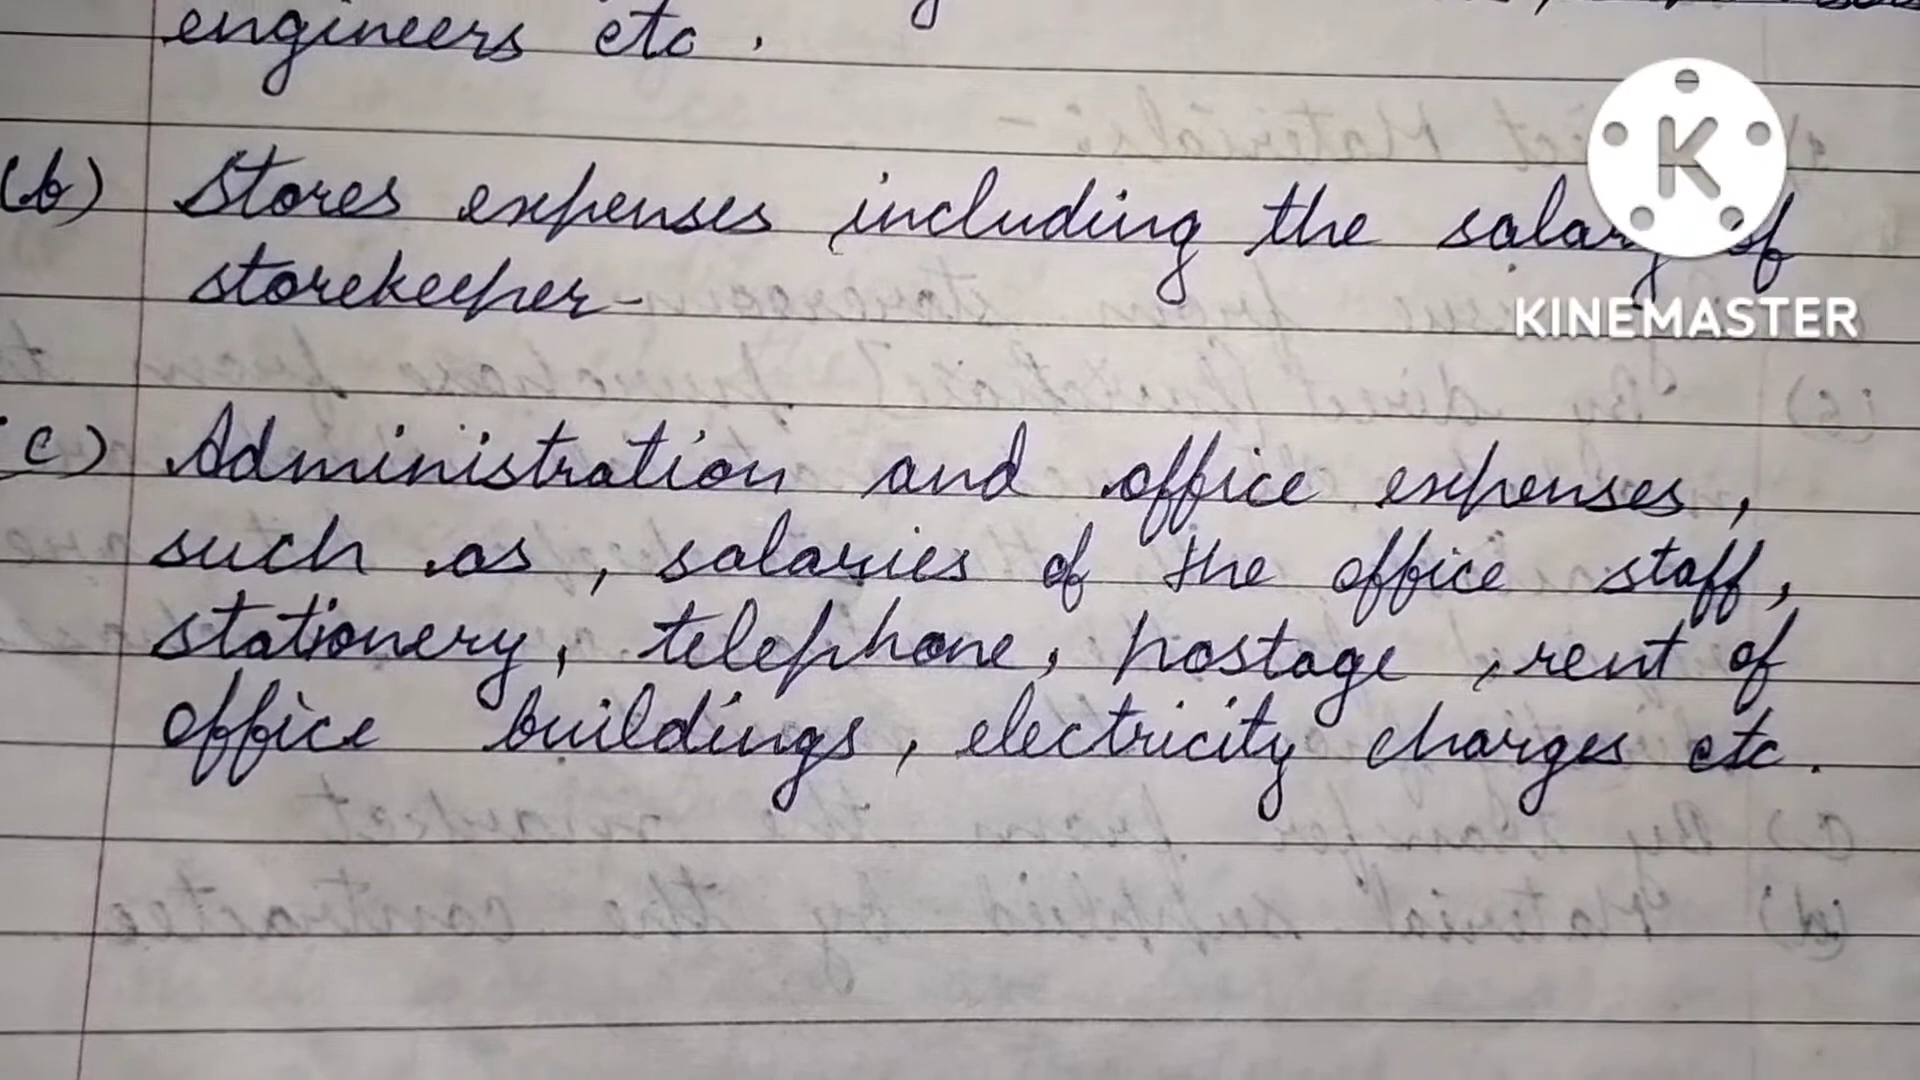 engineers etc.
(b) Stores expenses including the salary of
storekeeper-
KINEMASTER
(c) Administration and office expenses,
such as, salaries of the office staff,
stationery, telephone, postage, rent of
office buildings, electricity charges etc.